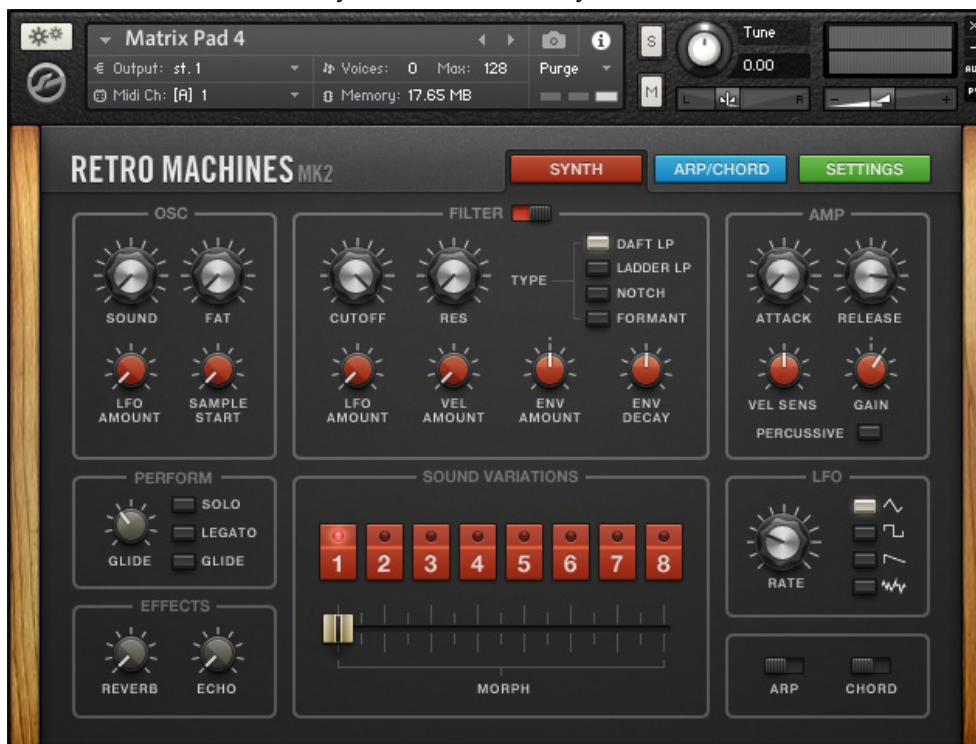 Matrix Pad 4
Output: st.1
Voices: 0 Max: 128
Purge
Midi Ch: [A] 1
Memory: 17.65 MB
S
M
Tune
0.00
L
R
-
+
RETRO MACHINES MK2
SYNTH
ARP/CHORD
SETTINGS
OSC
SOUND
FAT
LFO
AMOUNT
SAMPLE
START
FILTER
CUTOFF
RES
TYPE
DAFT LP
LADDER LP
NOTCH
FORMANT
LFO
AMOUNT
VEL
AMOUNT
ENV
AMOUNT
ENV
DECAY
AMP
ATTACK
RELEASE
VEL SENS
GAIN
PERCUSSIVE
PERFORM
GLIDE
SOLO
LEGATO
GLIDE
EFFECTS
REVERB
ECHO
SOUND VARIATIONS
1 2 3 4 5 6 7 8
MORPH
LFO
RATE
ARP
CHORD